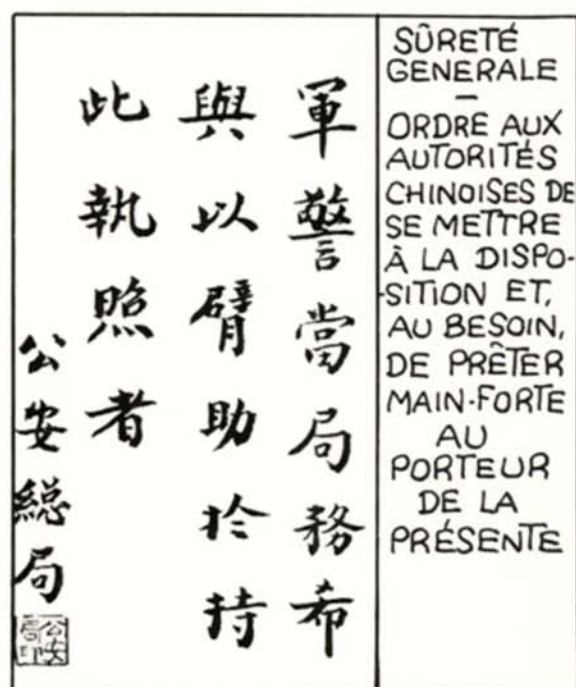 軍警當局務希
與以臂助於持
此執照者
公安総局
SÛRETÉ
GENERALE
—
ORDRE AUX
AUTORITÉS
CHINOISES DE
SE METTRE
À LA DISPO-
-SITION ET,
AU BESOIN,
DE PRÊTER
MAIN-FORTE
AU
PORTEUR
DE LA
PRÉSENTE